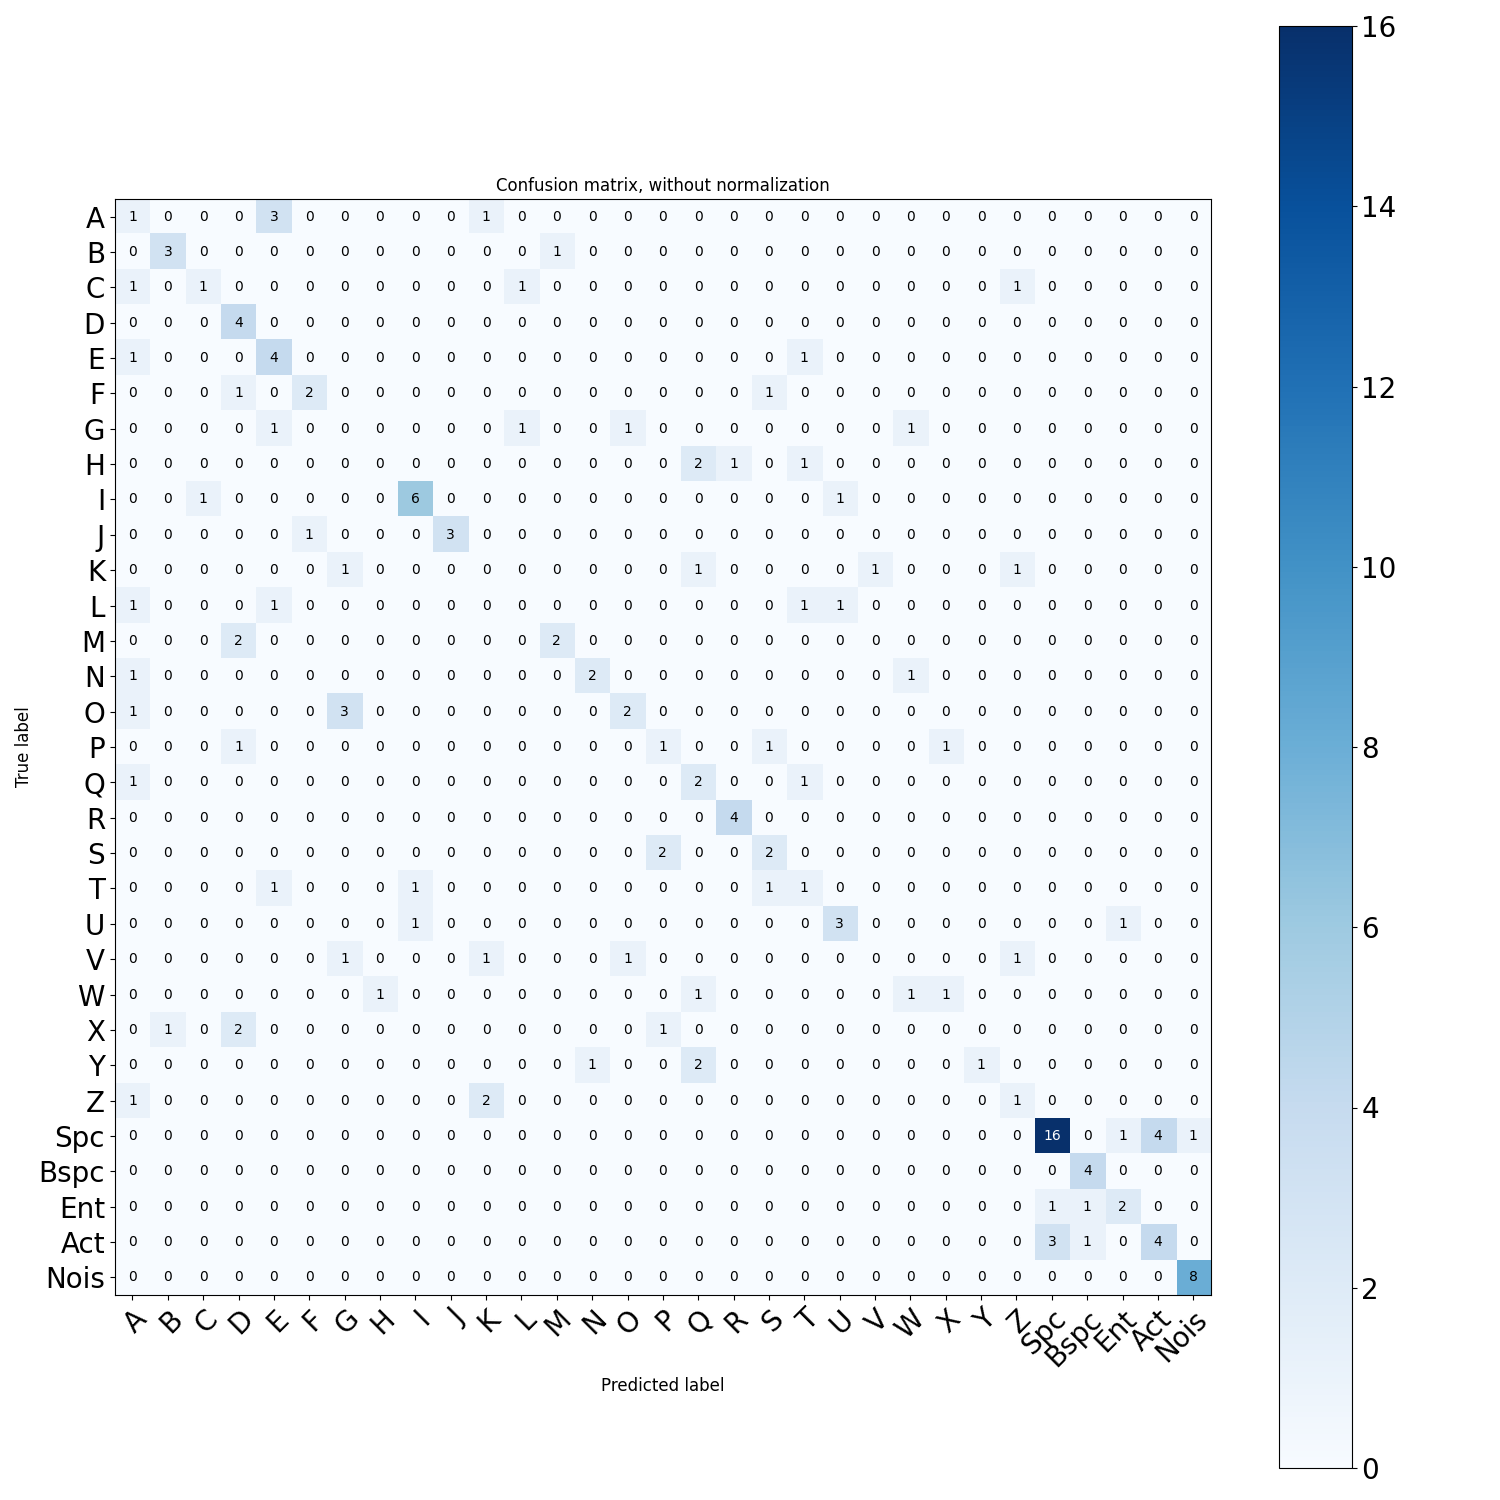 Confusion matrix, without normalization
A 1 0 0 0 3 0 0 0 0 0 1 0 0 0 0 0 0 0 0 0 0 0 0 0 0 0 0 0 0 0 0
B 0 3 0 0 0 0 0 0 0 0 0 0 1 0 0 0 0 0 0 0 0 0 0 0 0 0 0 0 0 0 0
C 1 0 1 0 0 0 0 0 0 0 0 1 0 0 0 0 0 0 0 0 0 0 0 0 0 1 0 0 0 0 0
D 0 0 0 4 0 0 0 0 0 0 0 0 0 0 0 0 0 0 0 0 0 0 0 0 0 0 0 0 0 0 0
E 1 0 0 0 4 0 0 0 0 0 0 0 0 0 0 0 0 0 0 1 0 0 0 0 0 0 0 0 0 0 0
F 0 0 0 1 0 2 0 0 0 0 0 0 0 0 0 0 0 0 1 0 0 0 0 0 0 0 0 0 0 0 0
G 0 0 0 0 1 0 0 0 0 0 0 1 0 0 1 0 0 0 0 0 0 0 1 0 0 0 0 0 0 0 0
H 0 0 0 0 0 0 0 0 0 0 0 0 0 0 0 0 2 1 0 1 0 0 0 0 0 0 0 0 0 0 0
I 0 0 1 0 0 0 0 0 6 0 0 0 0 0 0 0 0 0 0 0 1 0 0 0 0 0 0 0 0 0 0
J 0 0 0 0 0 1 0 0 0 3 0 0 0 0 0 0 0 0 0 0 0 0 0 0 0 0 0 0 0 0 0
K 0 0 0 0 0 0 1 0 0 0 0 0 0 0 0 0 1 0 0 0 0 1 0 0 0 1 0 0 0 0 0
L 1 0 0 0 1 0 0 0 0 0 0 0 0 0 0 0 0 0 0 1 1 0 0 0 0 0 0 0 0 0 0
M 0 0 0 2 0 0 0 0 0 0 0 0 2 0 0 0 0 0 0 0 0 0 0 0 0 0 0 0 0 0 0
N 1 0 0 0 0 0 0 0 0 0 0 0 0 2 0 0 0 0 0 0 0 0 1 0 0 0 0 0 0 0 0
O 1 0 0 0 0 0 3 0 0 0 0 0 0 0 2 0 0 0 0 0 0 0 0 0 0 0 0 0 0 0 0
P 0 0 0 1 0 0 0 0 0 0 0 0 0 0 0 1 0 0 1 0 0 0 0 1 0 0 0 0 0 0 0
Q 1 0 0 0 0 0 0 0 0 0 0 0 0 0 0 0 2 0 0 1 0 0 0 0 0 0 0 0 0 0 0
R 0 0 0 0 0 0 0 0 0 0 0 0 0 0 0 0 0 4 0 0 0 0 0 0 0 0 0 0 0 0 0
S 0 0 0 0 0 0 0 0 0 0 0 0 0 0 0 2 0 0 2 0 0 0 0 0 0 0 0 0 0 0 0
T 0 0 0 0 1 0 0 0 1 0 0 0 0 0 0 0 0 0 1 1 0 0 0 0 0 0 0 0 0 0 0
U 0 0 0 0 0 0 0 0 1 0 0 0 0 0 0 0 0 0 0 0 3 0 0 0 0 0 0 0 1 0 0
V 0 0 0 0 0 0 1 0 0 0 1 0 0 0 1 0 0 0 0 0 0 0 0 0 0 1 0 0 0 0 0
W 0 0 0 0 0 0 0 1 0 0 0 0 0 0 0 0 1 0 0 0 0 0 1 1 0 0 0 0 0 0 0
X 0 1 0 2 0 0 0 0 0 0 0 0 0 0 0 1 0 0 0 0 0 0 0 0 0 0 0 0 0 0 0
Y 0 0 0 0 0 0 0 0 0 0 0 0 0 1 0 0 2 0 0 0 0 0 0 0 1 0 0 0 0 0 0
Z 1 0 0 0 0 0 0 0 0 0 2 0 0 0 0 0 0 0 0 0 0 0 0 0 0 1 0 0 0 0 0
Spc 0 0 0 0 0 0 0 0 0 0 0 0 0 0 0 0 0 0 0 0 0 0 0 0 0 0 16 0 1 4 1
Bspc 0 0 0 0 0 0 0 0 0 0 0 0 0 0 0 0 0 0 0 0 0 0 0 0 0 0 0 4 0 0 0
Ent 0 0 0 0 0 0 0 0 0 0 0 0 0 0 0 0 0 0 0 0 0 0 0 0 0 0 1 1 2 0 0
Act 0 0 0 0 0 0 0 0 0 0 0 0 0 0 0 0 0 0 0 0 0 0 0 0 0 0 3 1 0 4 0
Nois 0 0 0 0 0 0 0 0 0 0 0 0 0 0 0 0 0 0 0 0 0 0 0 0 0 0 0 0 0 0 8
A B C D E F G H I J K L M N O P Q R S T U V W X Y Z Spc Bspc Ent Act Nois
Predicted label
True label
16
14
12
10
8
6
4
2
0